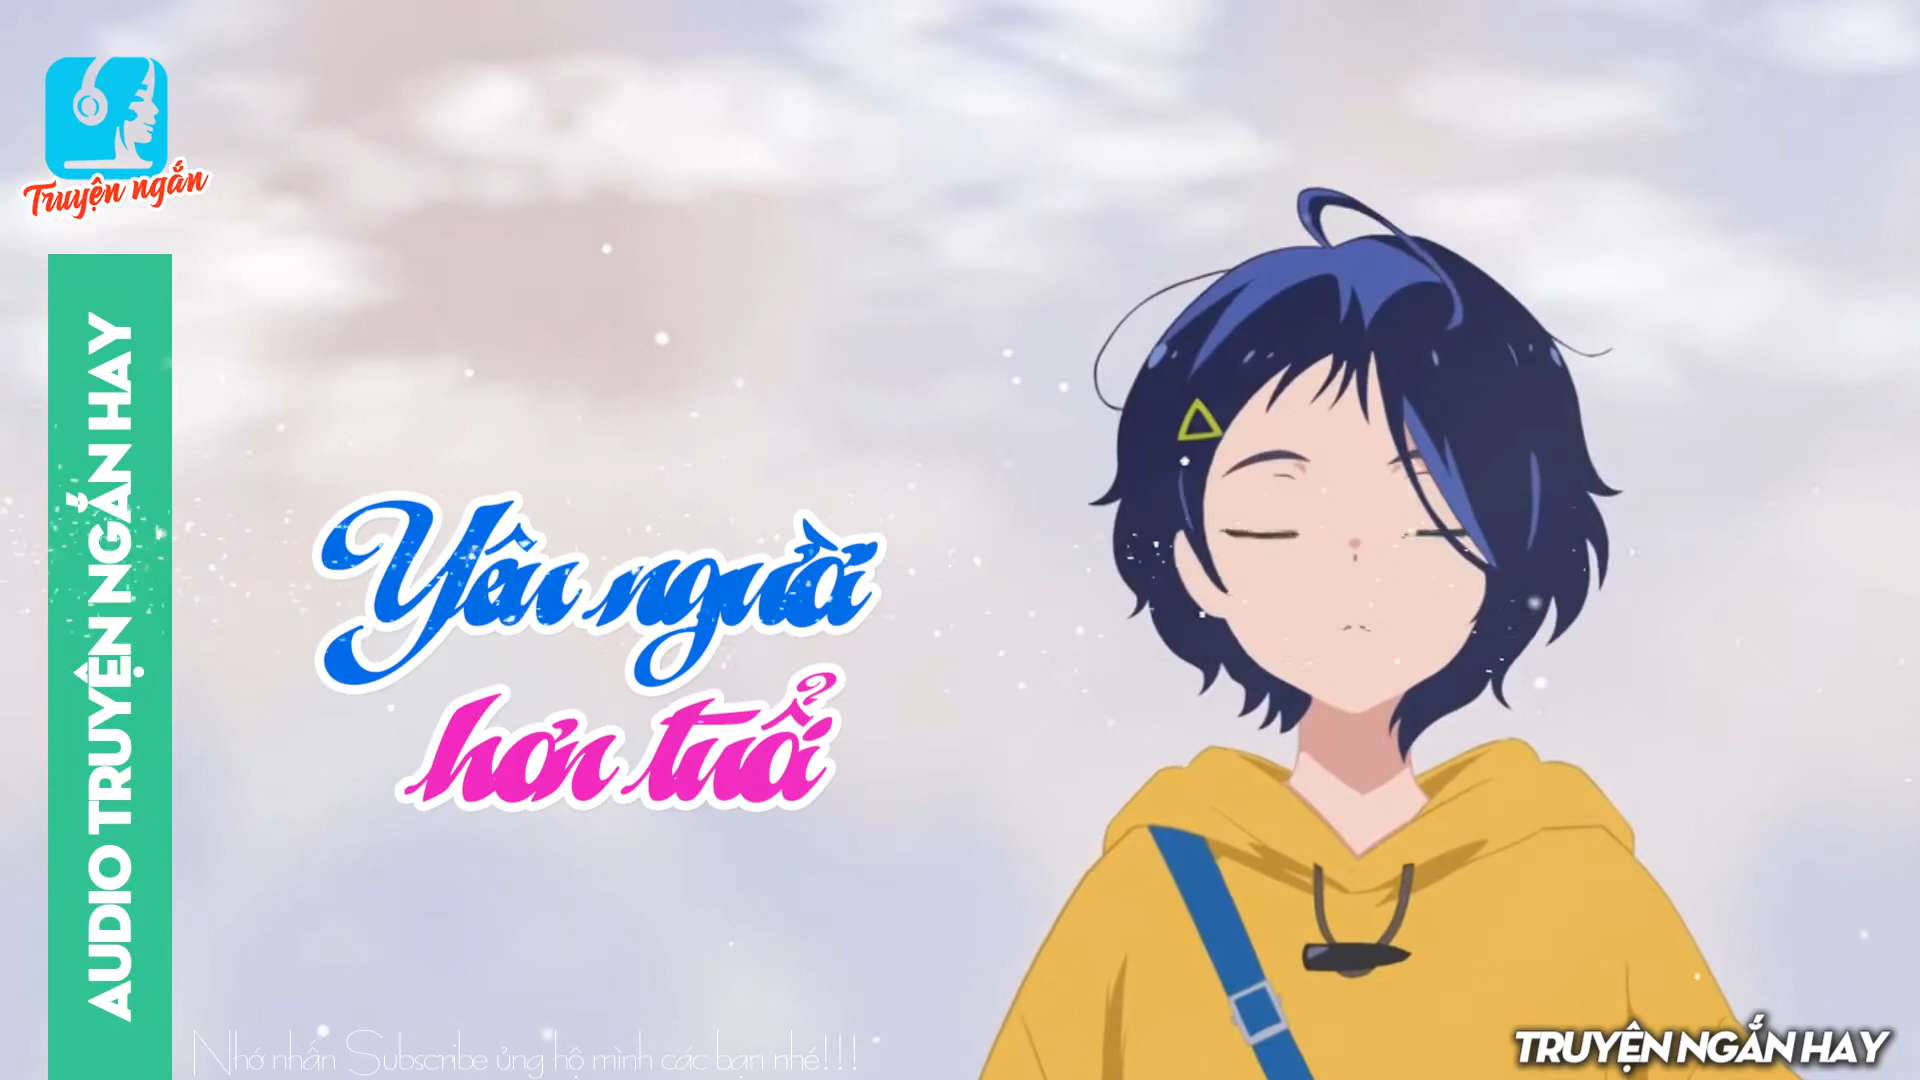 Truyện ngắn
AUDIO TRUYỆN NGẮN HAY
Yêu người
hơn tuổi
Nhớ nhấn Subscribe ủng hộ mình các bạn nhé!!!
TRUYỆN NGẮN HAY